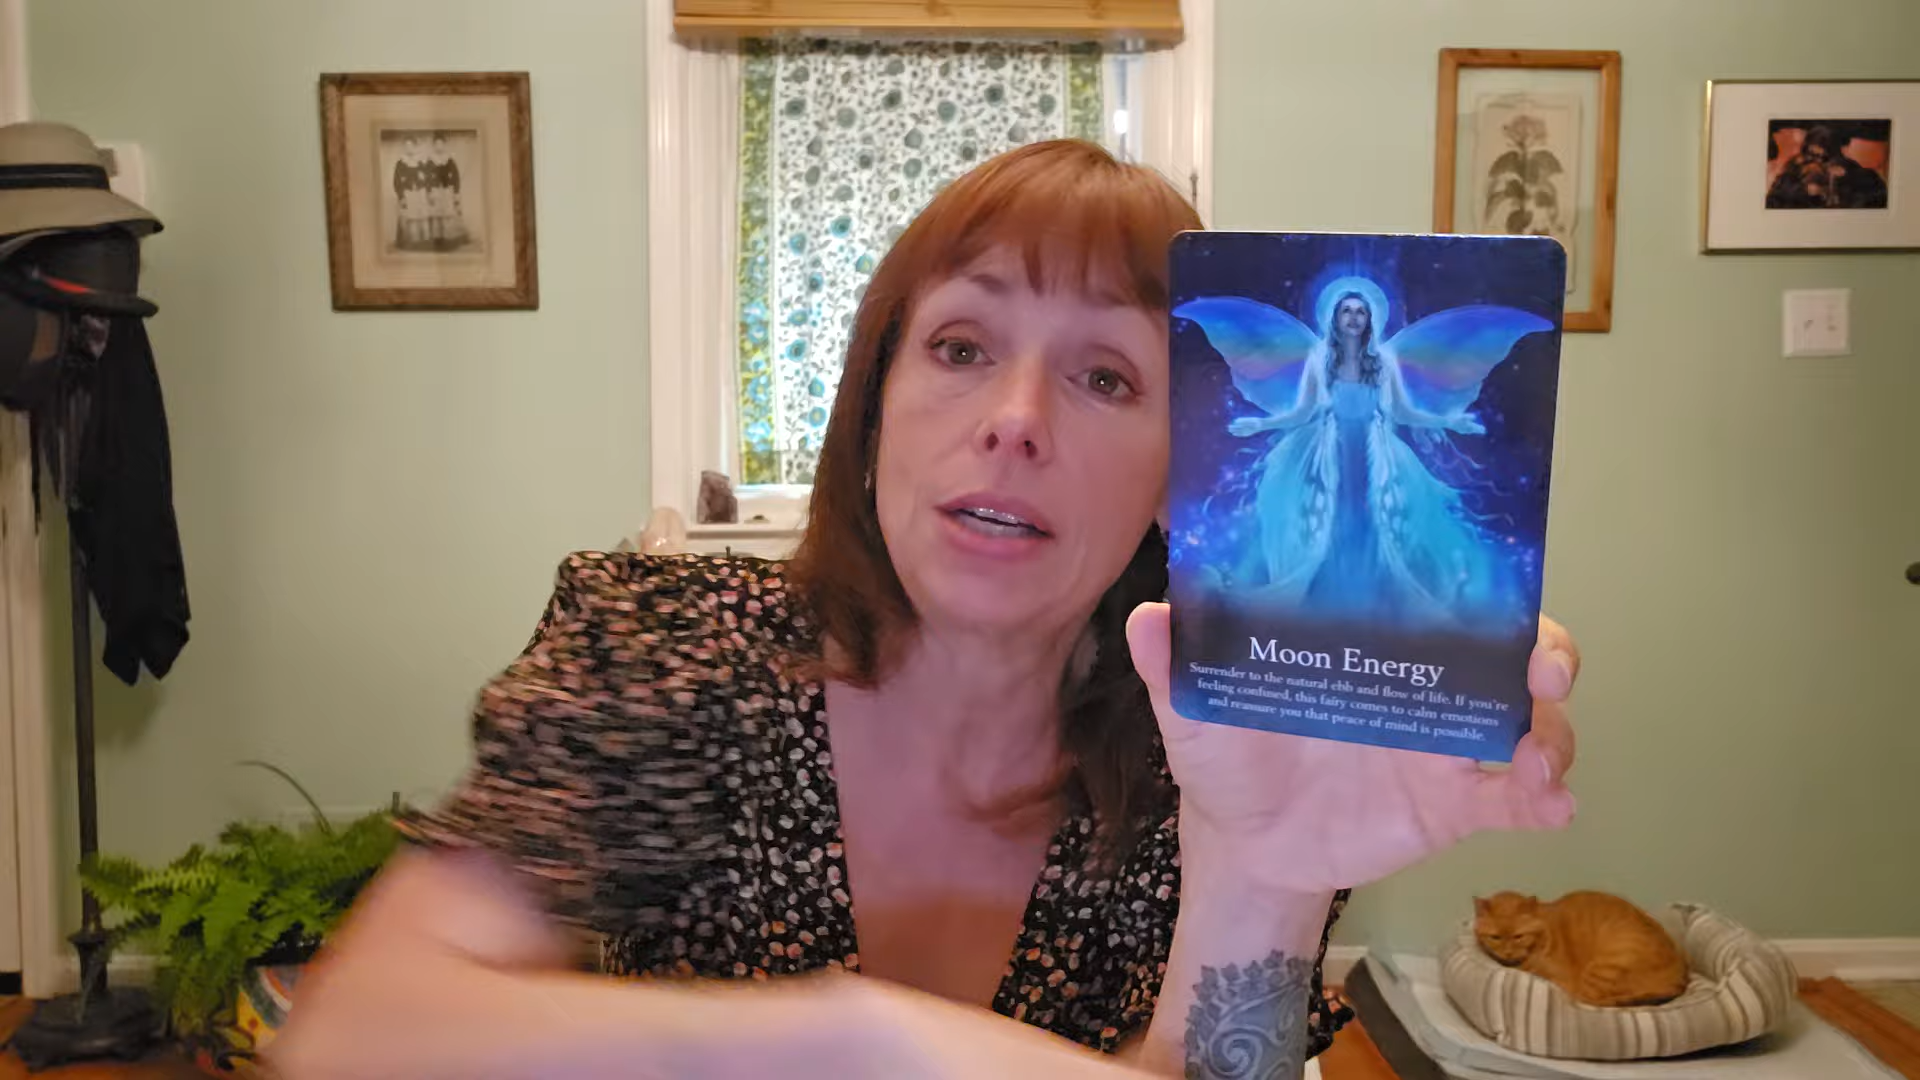 Moon Energy
Surrender to the natural ebb and flow of life. If you're
feeling confused, this fairy comes to calm emotions
and reassure you that peace of mind is possible.